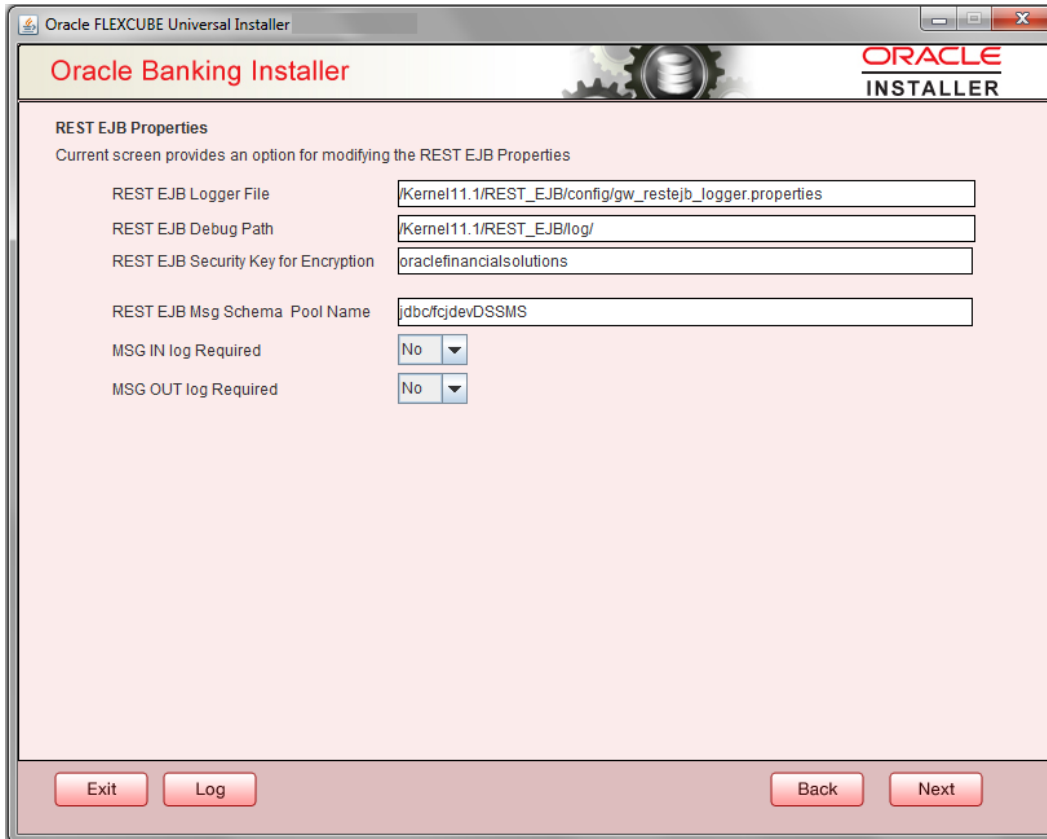 Oracle FLEXCUBE Universal Installer
Oracle Banking Installer
ORACLE
INSTALLER
REST EJB Properties
Current screen provides an option for modifying the REST EJB Properties
REST EJB Logger File /Kernel11.1/REST_EJB/config/gw_restejb_logger.properties
REST EJB Debug Path /Kernel11.1/REST_EJB/log/
REST EJB Security Key for Encryption oraclefinancialsolutions
REST EJB Msg Schema Pool Name jdbc/fcjdevDSSMS
MSG IN log Required No
MSG OUT log Required No
Exit Log Back Next